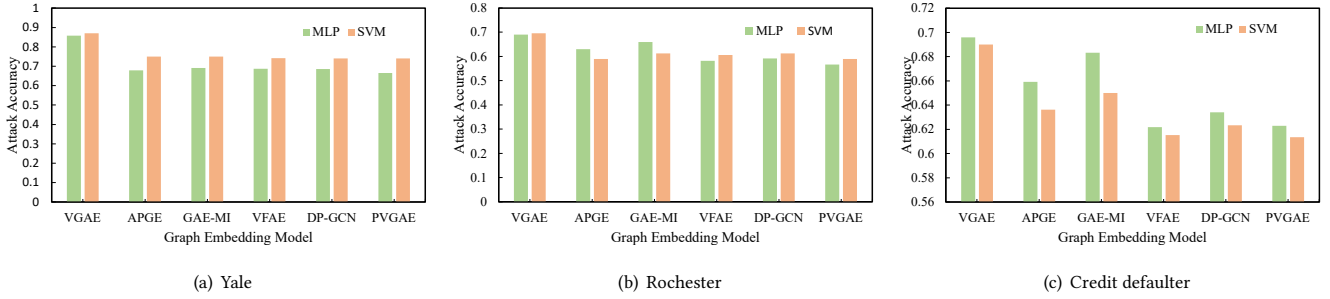 1
0.9
0.8
0.7
0.6
0.5
0.4
0.3
0.2
0.1
0
Attack Accuracy
MLP SVM
VGAE APGE GAE-MI VFAE DP-GCN PVGAE
Graph Embedding Model
(a) Yale
0.8
0.7
0.6
0.5
0.4
0.3
0.2
0.1
0
Attack Accuracy
MLP SVM
VGAE APGE GAE-MI VFAE DP-GCN PVGAE
Graph Embedding Model
(b) Rochester
0.72
0.7
0.68
0.66
0.64
0.62
0.6
0.58
0.56
Attack Accuracy
MLP SVM
VGAE APGE GAE-MI VFAE DP-GCN PVGAE
Graph Embedding Model
(c) Credit defaulter